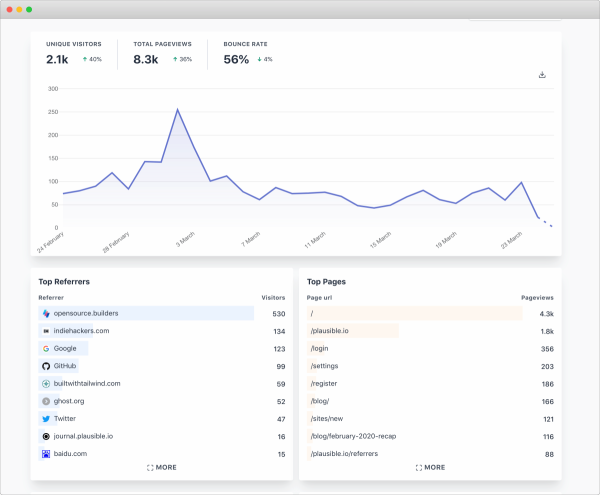 UNIQUE VISITORS TOTAL PAGEVIEWS BOUNCE RATE
2.1k ↑ 40% 8.3k ↑ 36% 56% ↓ 4%
300
250
200
150
100
50
0
24 February 28 February 3 March 7 March 11 March 15 March 19 March 23 March
Top Referrers
Referrer Visitors
opensource.builders 530
indiehackers.com 134
Google 123
GitHub 99
builtwithtailwind.com 59
ghost.org 52
Twitter 47
journal.plausible.io 16
baidu.com 15
MORE
Top Pages
Page url Pageviews
/ 4.3k
/plausible.io 1.8k
/login 356
/settings 203
/register 186
/blog/ 166
/sites/new 121
/blog/february-2020-recap 116
/plausible.io/referrers 88
MORE